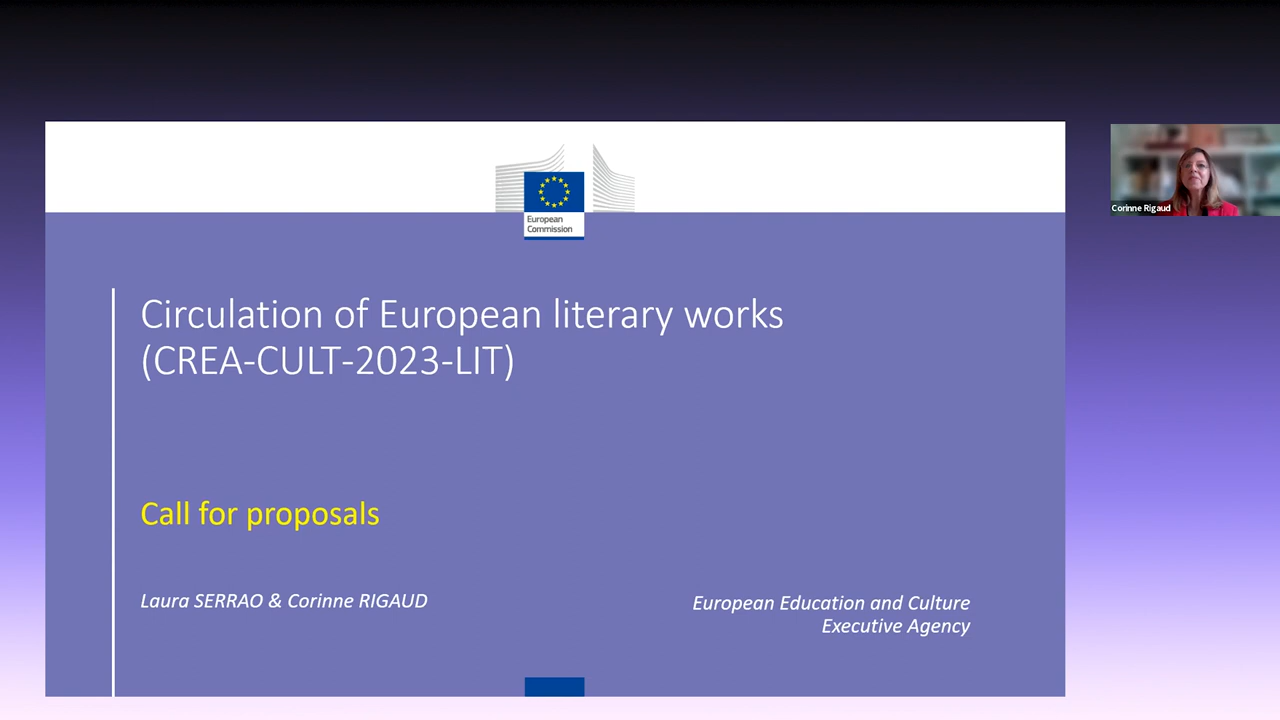 European
Commission
Corinne Rigaud
Circulation of European literary works
(CREA-CULT-2023-LIT)
Call for proposals
Laura SERRAO & Corinne RIGAUD
European Education and Culture
Executive Agency